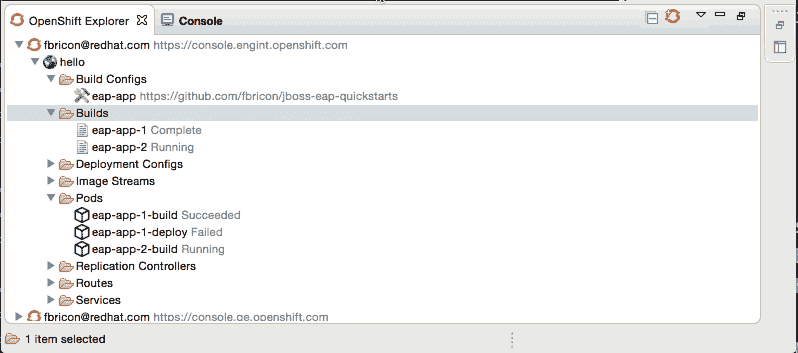 OpenShift Explorer Console
fbricon@redhat.com https://console.engint.openshift.com
hello
Build Configs
eap-app https://github.com/fbricon/jboss-eap-quickstarts
Builds
eap-app-1 Complete
eap-app-2 Running
Deployment Configs
Image Streams
Pods
eap-app-1-build Succeeded
eap-app-1-deploy Failed
eap-app-2-build Running
Replication Controllers
Routes
Services
fbricon@redhat.com https://console.qe.openshift.com
1 item selected